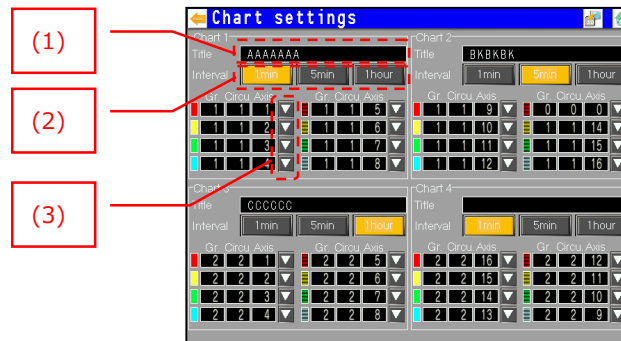 Chart settings
(1)
(2)
(3)
Chart 1
Title AAAAAAA
Interval 1min 5min 1hour
Gr. Circu. Axis Gr. Circu. Axis
1 1 1 1 1 5
1 1 2 1 1 6
1 1 3 1 1 7
1 1 4 1 1 8
Chart 2
Title BKBKBK
Interval 1min 5min 1hour
Gr. Circu. Axis Gr. Circu. Axis
1 1 9 0 0 0
1 1 10 1 1 14
1 1 11 1 1 15
1 1 12 1 1 16
Chart 3
Title CCCCCC
Interval 1min 5min 1hour
Gr. Circu. Axis Gr. Circu. Axis
2 2 1 2 2 5
2 2 2 2 2 6
2 2 3 2 2 7
2 2 4 2 2 8
Chart 4
Title
Interval 1min 5min 1hour
Gr. Circu. Axis Gr. Circu. Axis
2 2 16 2 2 12
2 2 15 2 2 11
2 2 14 2 2 10
2 2 13 2 2 9